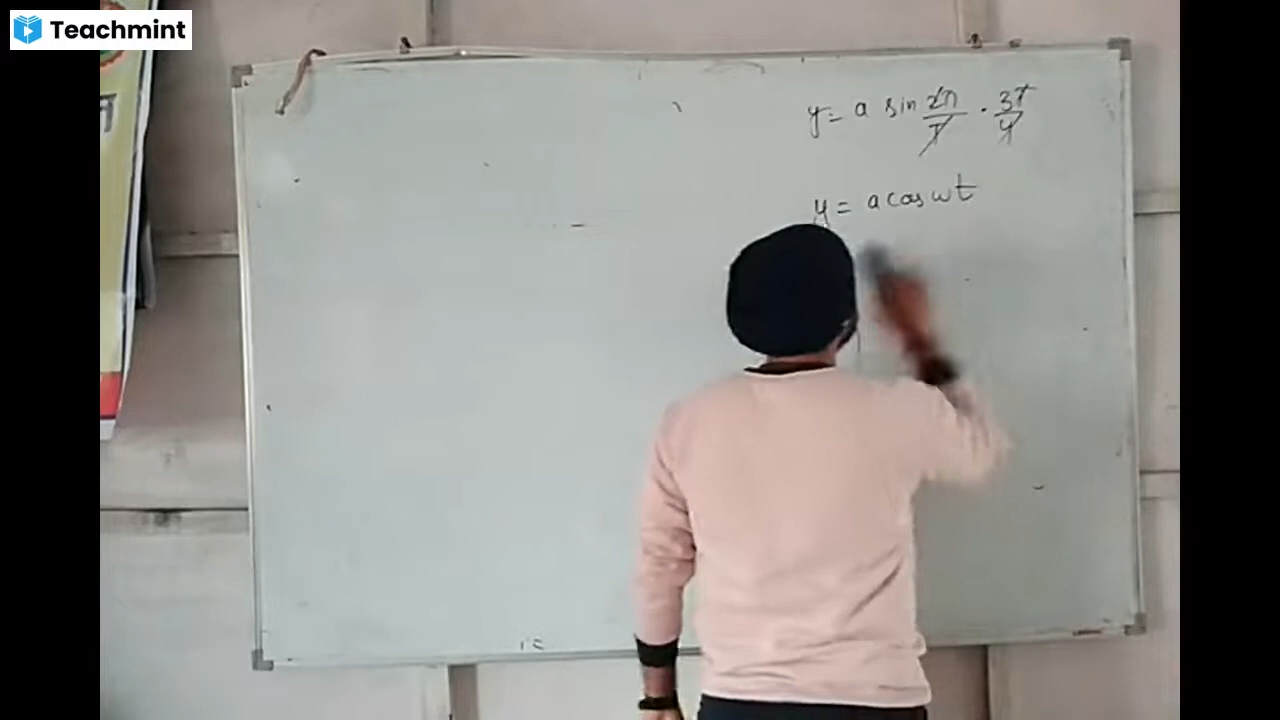 Teachmint
y = a sin 2π/T · 3T/4
y = a cos ωt